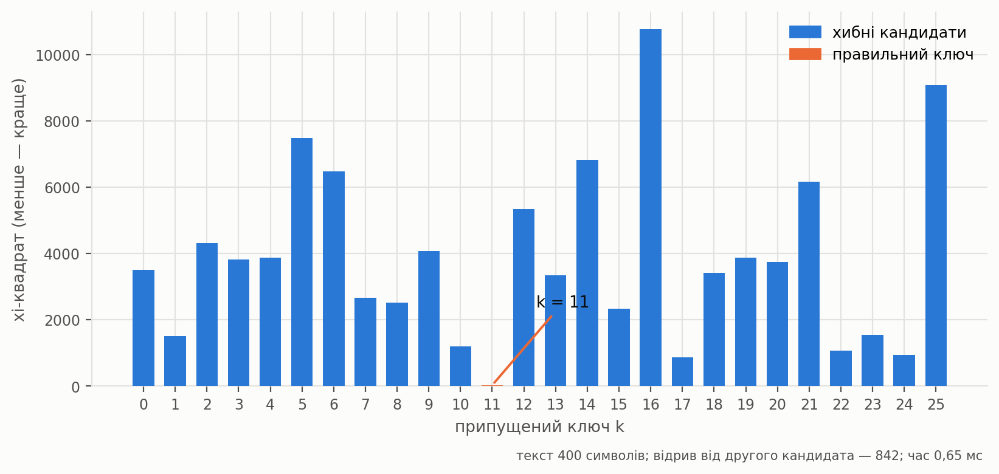 хибні кандидати
правильний ключ
хі-квадрат (менше — краще)
10000
8000
6000
4000
2000
0
k = 11
0 1 2 3 4 5 6 7 8 9 10 11 12 13 14 15 16 17 18 19 20 21 22 23 24 25
припущений ключ k
текст 400 символів; відрив від другого кандидата — 842; час 0,65 мс